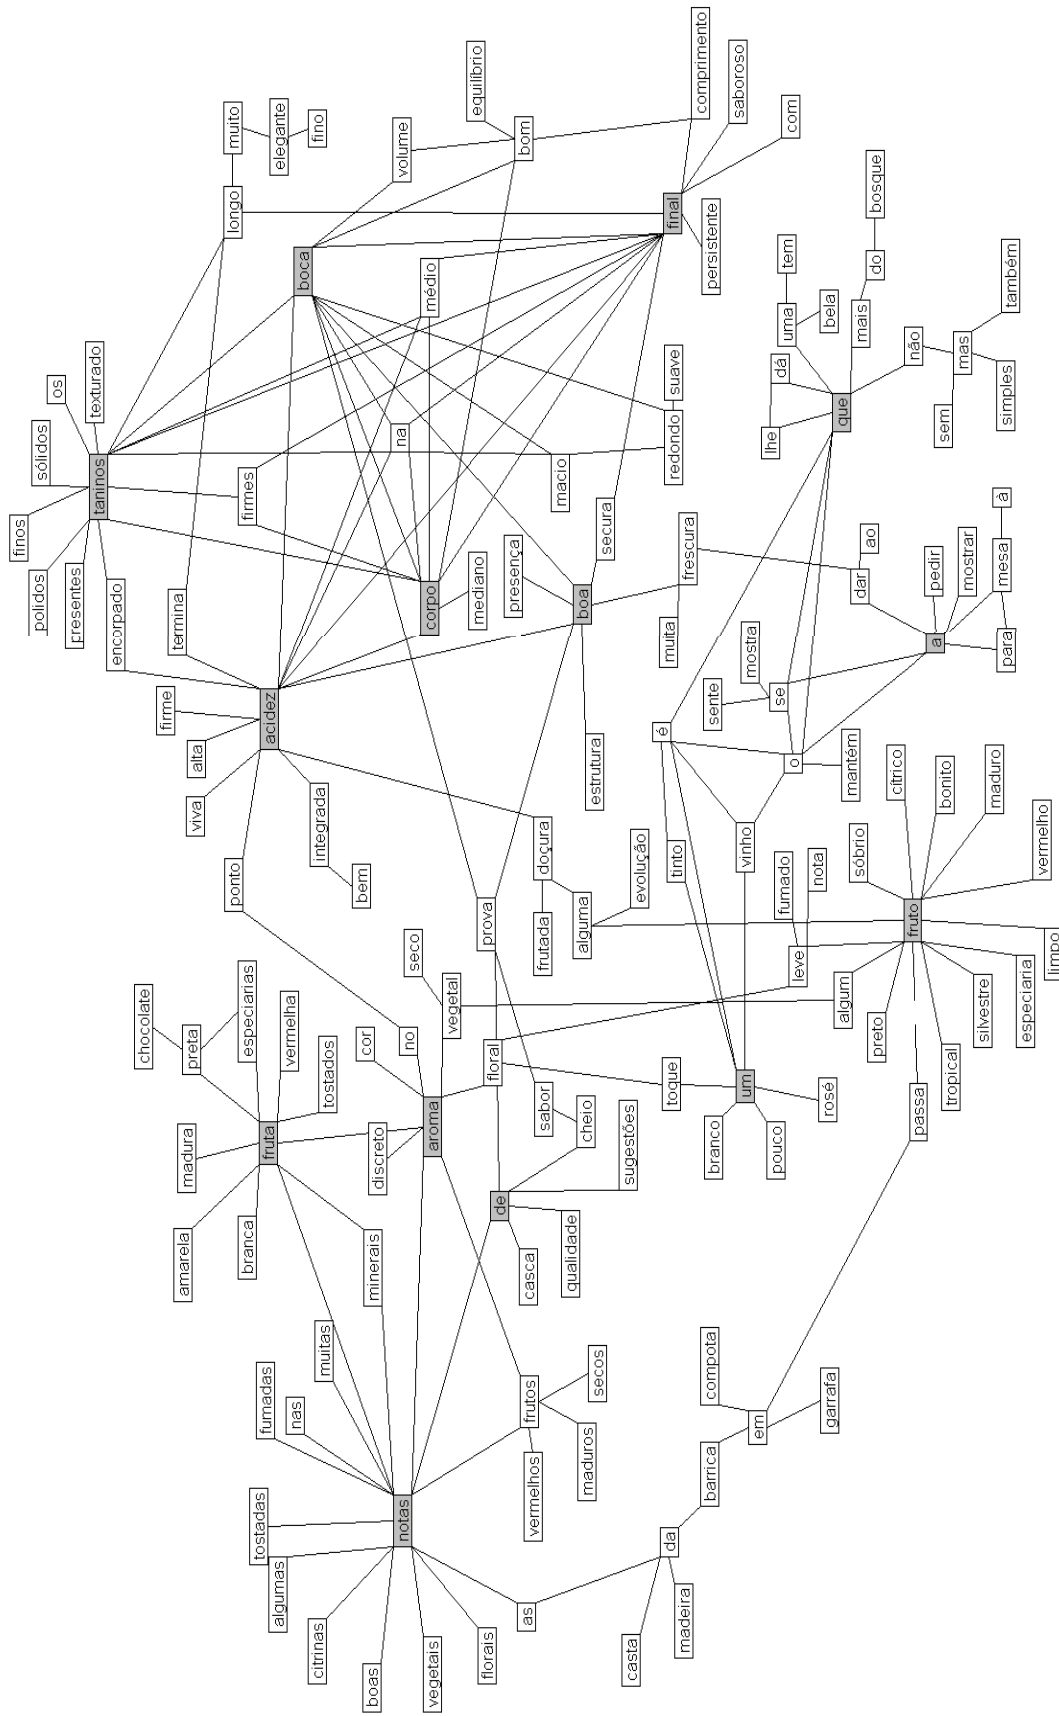 finos
sólidos
os
texturado
polidos
presentes
taninos
encorpado
termina
firmes
longo
muito
elegante
fino
boca
volume
equilíbrio
bom
comprimento
saboroso
com
final
persistente
médio
na
macio
redondo
suave
corpo
mediano
presença
boa
secura
frescura
muita
estrutura
firme
alta
viva
acidez
integrada
bem
ponto
prova
doçura
frutada
alguma
evolução
tem
uma
bela
dá
lhe
que
mais
do
bosque
não
mas
sem
simples
também
dar
ao
a
pedir
mostrar
mesa
à
para
se
sente
mostra
é
o
mantém
tinto
vinho
um
toque
branco
pouco
rosé
fumado
nota
leve
sóbrio
cítrico
bonito
maduro
vermelho
fruto
limpo
especiaria
silvestre
tropical
passa
preto
algum
seco
vegetal
floral
no
cor
aroma
discreto
sabor
cheio
de
sugestões
qualidade
casca
chocolate
preta
especiarias
vermelha
tostados
fruta
madura
amarela
branca
minerais
muitas
fumadas
nas
notas
tostadas
algumas
citrinas
boas
vegetais
florais
as
frutos
secos
maduros
vermelhos
da
casta
madeira
barrica
em
compota
garrafa